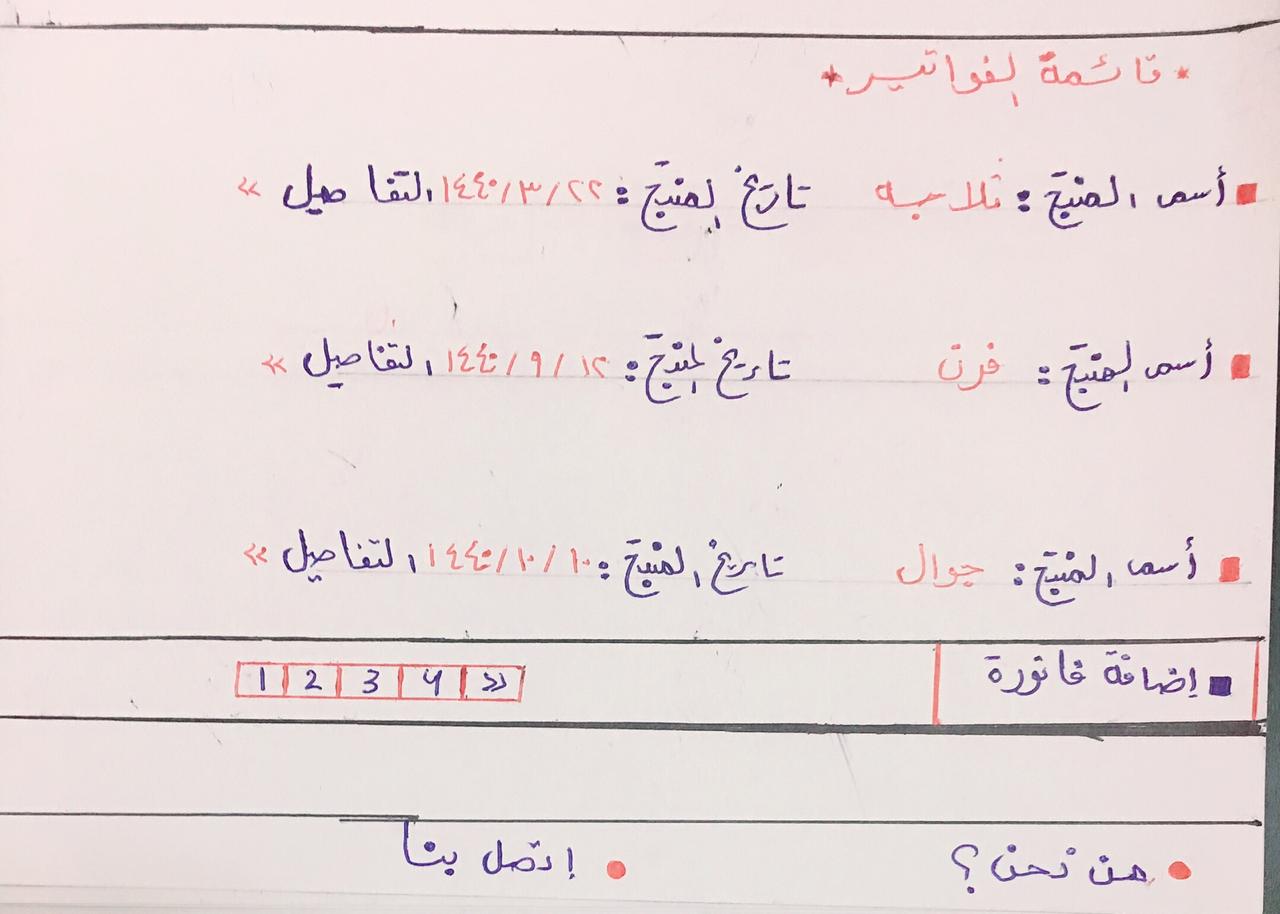 * قائمة الفواتير *
أسم المنتج : ثلاجه تاريخ المنتج : ١٤٤٠/٣/٢٢ التفاصيل >>
أسم المنتج : فرن تاريخ المنتج : ١٤٤٠/٩/١٢ التفاصيل >>
أسم المنتج : جوال تاريخ المنتج : ١٤٤٠/١٠/١٠ التفاصيل >>
إضافة فاتورة 1 2 3 4 >>
من نحن ؟ إتصل بنا